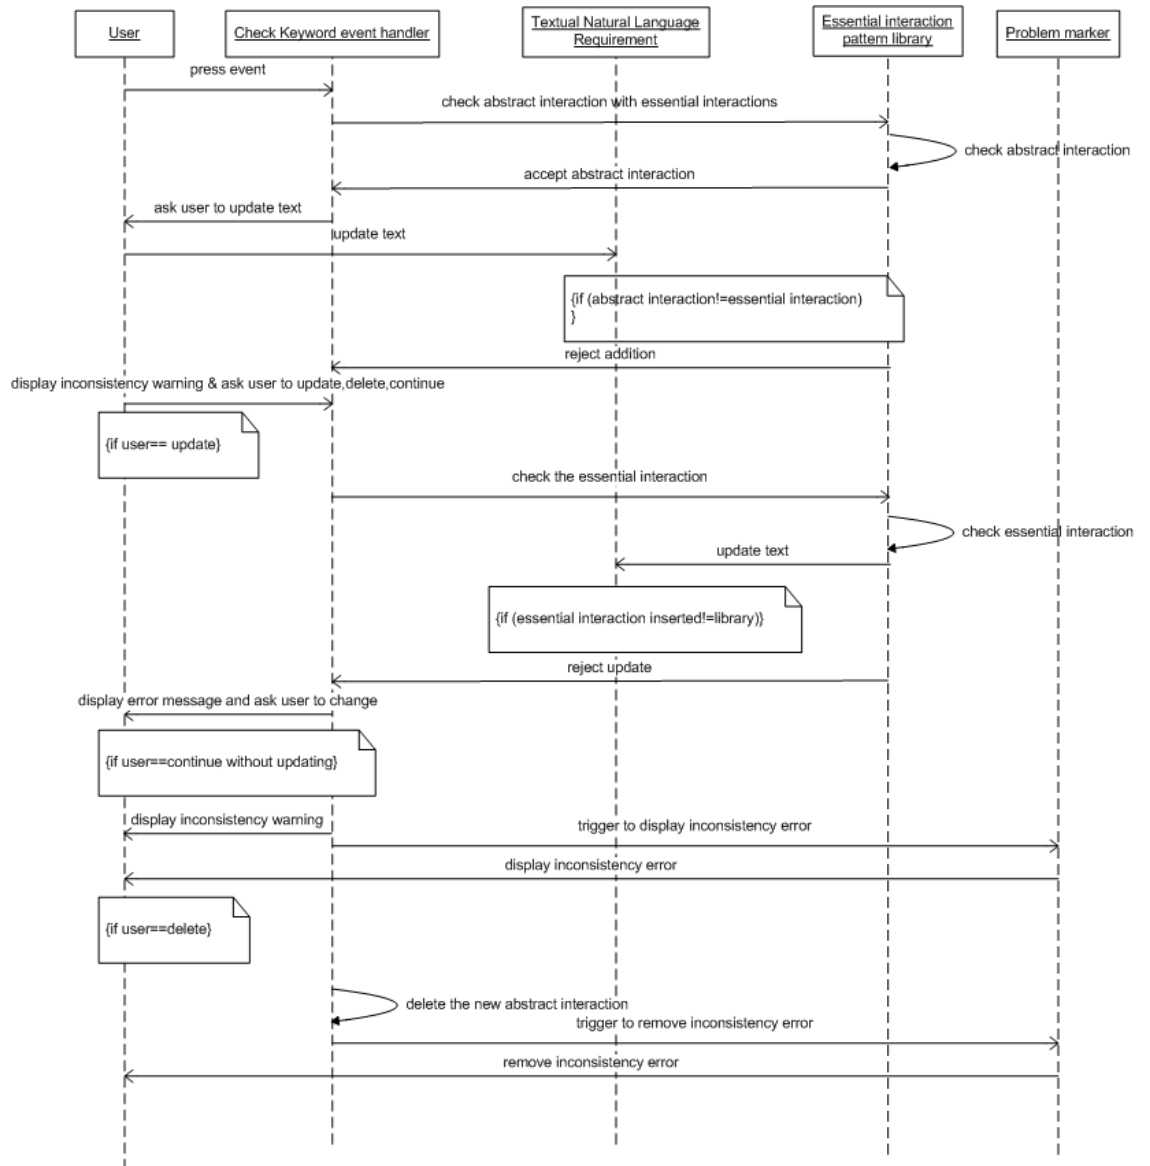 User
Check Keyword event handler
Textual Natural Language
Requirement
Essential interaction
pattern library
Problem marker
press event
check abstract interaction with essential interactions
check abstract interaction
accept abstract interaction
ask user to update text
update text
{if (abstract interaction!=essential interaction)
}
reject addition
display inconsistency warning & ask user to update,delete,continue
{if user== update}
check the essential interaction
check essential interaction
update text
{if (essential interaction inserted!=library)}
reject update
display error message and ask user to change
{if user==continue without updating}
display inconsistency warning
trigger to display inconsistency error
display inconsistency error
{if user==delete}
delete the new abstract interaction
trigger to remove inconsistency error
remove inconsistency error